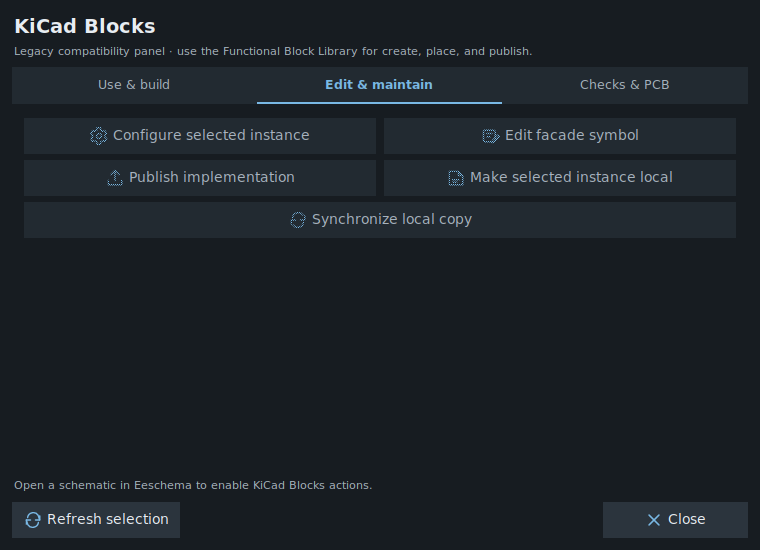 KiCad Blocks
Legacy compatibility panel · use the Functional Block Library for create, place, and publish.
Use & build
Edit & maintain
Checks & PCB
Configure selected instance
Edit facade symbol
Publish implementation
Make selected instance local
Synchronize local copy
Open a schematic in Eeschema to enable KiCad Blocks actions.
Refresh selection
Close